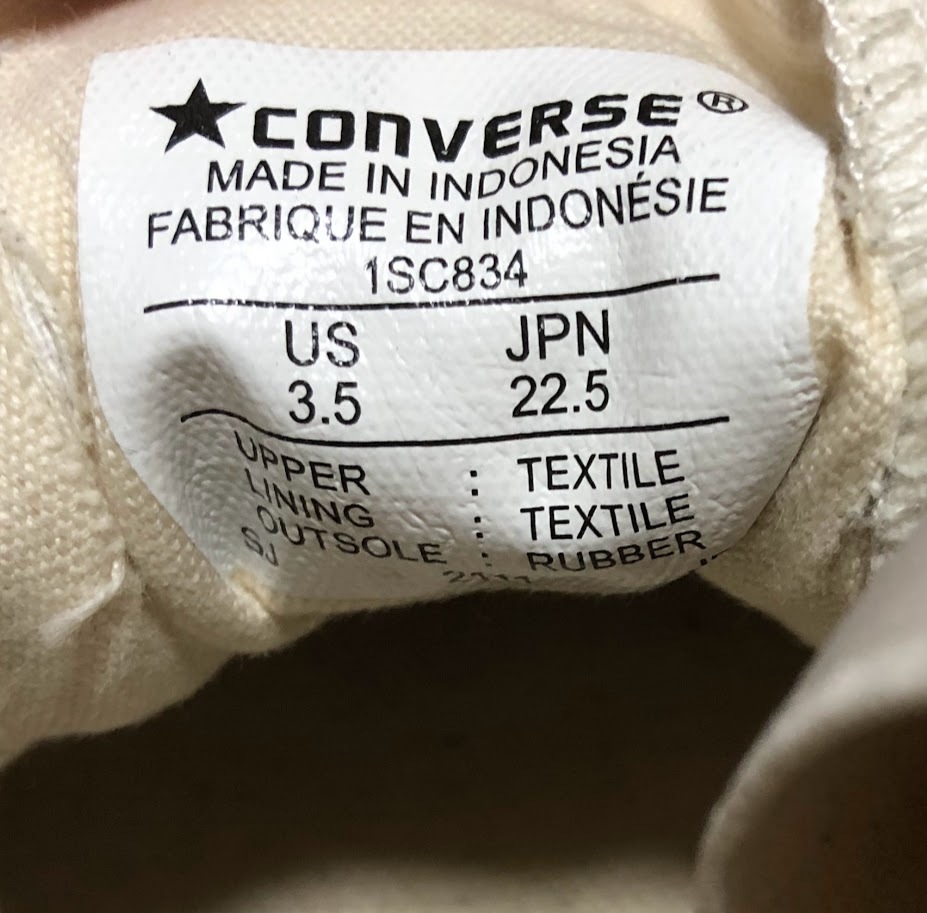 ★CONVERSE®
MADE IN INDONESIA
FABRIQUE EN INDONÉSIE
1SC834
US JPN
3.5 22.5
UPPER : TEXTILE
LINING : TEXTILE
OUTSOLE : RUBBER
SJ